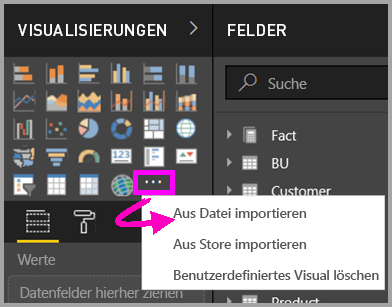 VISUALISIERUNGEN
FELDER
Suche
Fact
BU
Customer
123
Aus Datei importieren
Aus Store importieren
Benutzerdefiniertes Visual löschen
Werte
Datenfelder hierher ziehen
Product